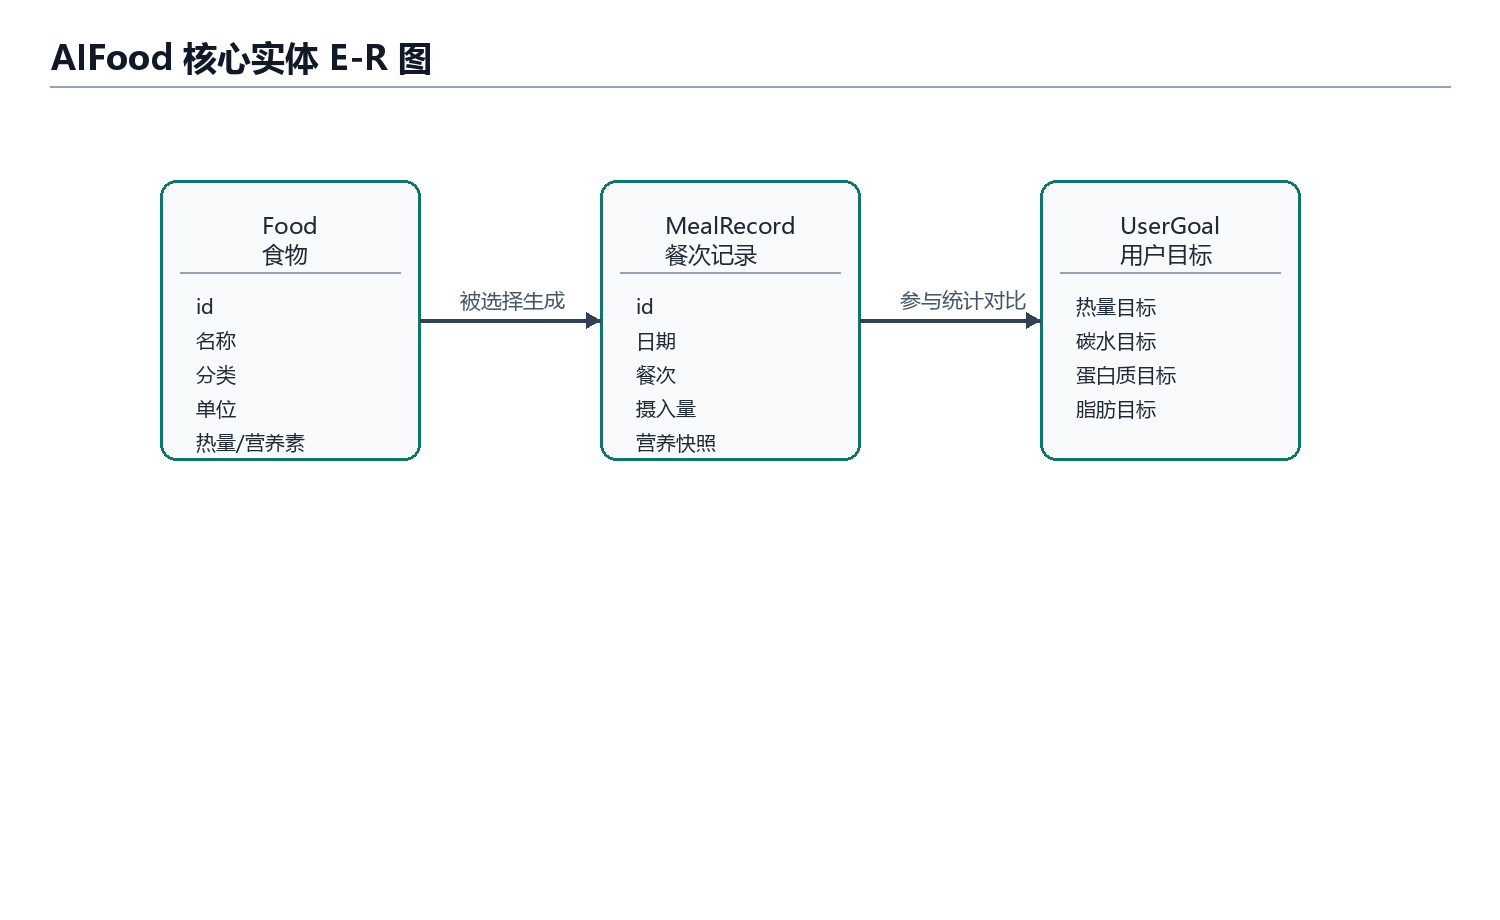 AIFood 核心实体 E-R 图
Food
食物
id
名称
分类
单位
热量/营养素
被选择生成
MealRecord
餐次记录
id
日期
餐次
摄入量
营养快照
参与统计对比
UserGoal
用户目标
热量目标
碳水目标
蛋白质目标
脂肪目标